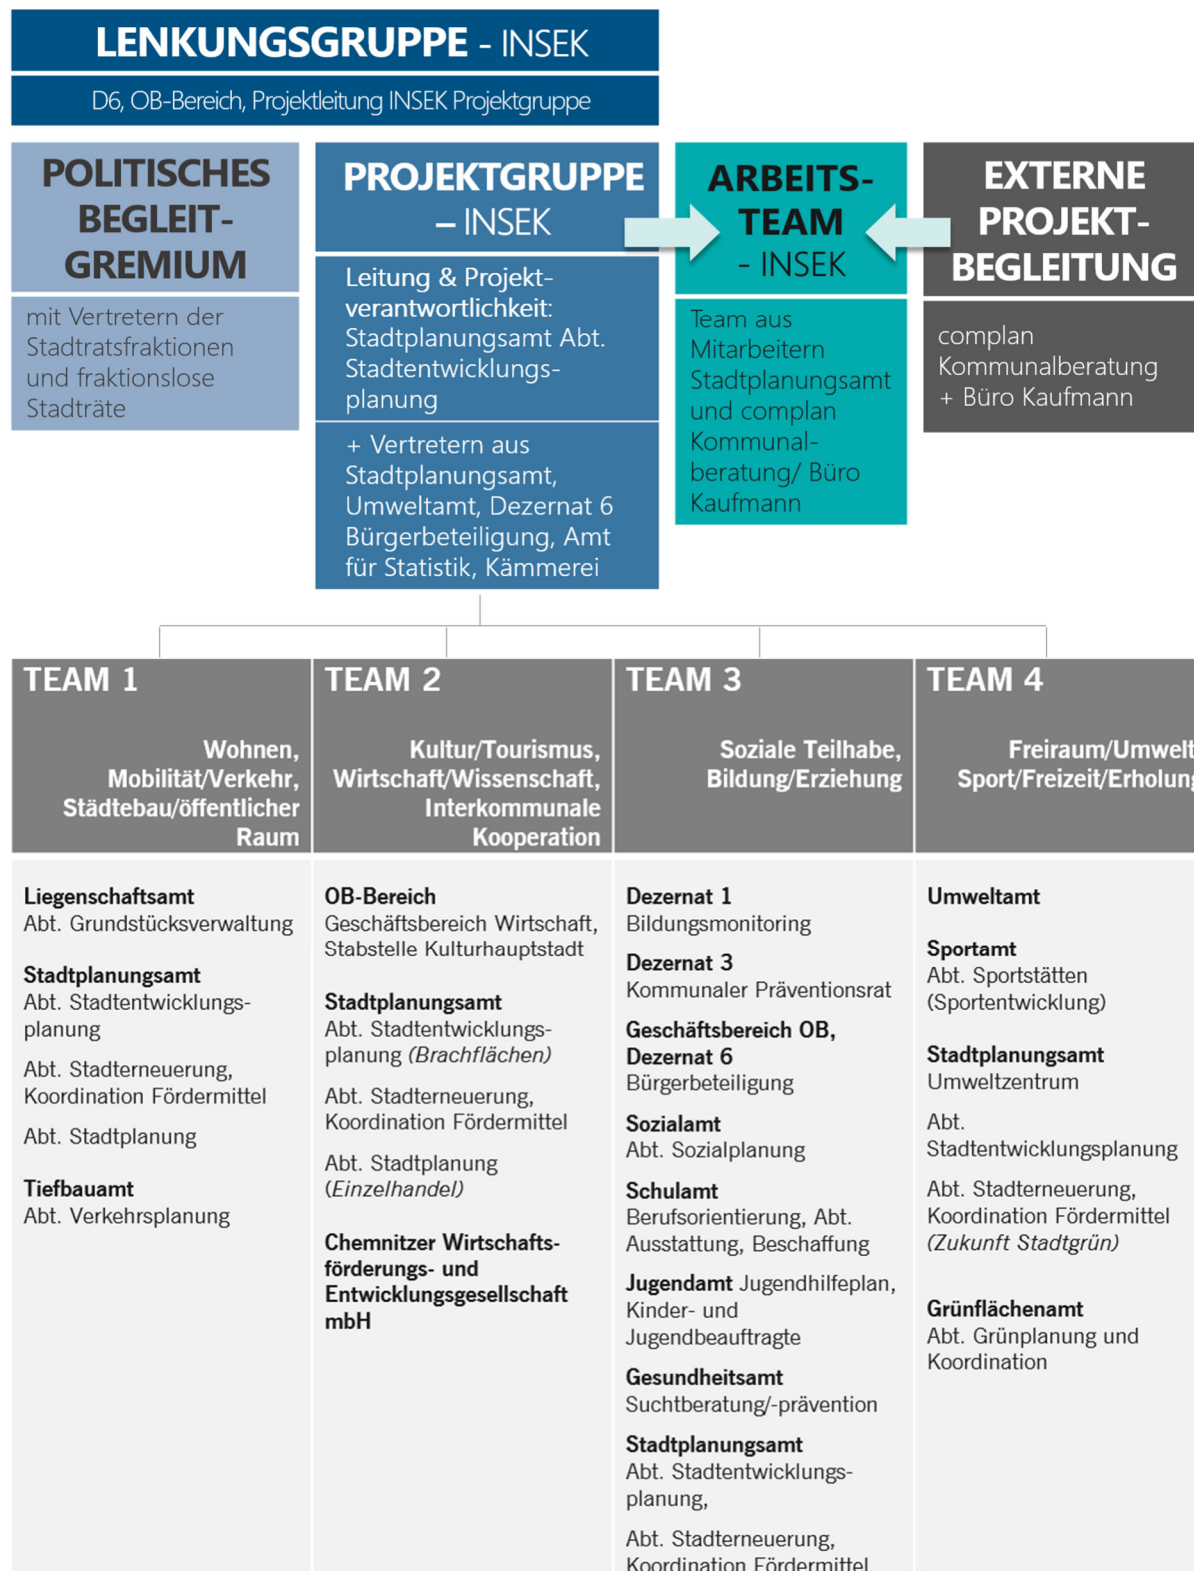 LENKUNGSGRUPPE - INSEK
D6, OB-Bereich, Projektleitung INSEK Projektgruppe
POLITISCHES
BEGLEIT-
GREMIUM
mit Vertretern der
Stadtratsfraktionen
und fraktionslose
Stadträte
PROJEKTGRUPPE
– INSEK
Leitung & Projekt-
verantwortlichkeit:
Stadtplanungsamt Abt.
Stadtentwicklungs-
planung
+ Vertretern aus
Stadtplanungsamt,
Umweltamt, Dezernat 6
Bürgerbeteiligung, Amt
für Statistik, Kämmerei
ARBEITS-
TEAM
- INSEK
Team aus
Mitarbeitern
Stadtplanungsamt
und complan
Kommunal-
beratung/ Büro
Kaufmann
EXTERNE
PROJEKT-
BEGLEITUNG
complan
Kommunalberatung
+ Büro Kaufmann
TEAM 1
Wohnen,
Mobilität/Verkehr,
Städtebau/öffentlicher
Raum
Liegenschaftsamt
Abt. Grundstücksverwaltung
Stadtplanungsamt
Abt. Stadtentwicklungs-
planung
Abt. Stadterneuerung,
Koordination Fördermittel
Abt. Stadtplanung
Tiefbauamt
Abt. Verkehrsplanung
TEAM 2
Kultur/Tourismus,
Wirtschaft/Wissenschaft,
Interkommunale
Kooperation
OB-Bereich
Geschäftsbereich Wirtschaft,
Stabstelle Kulturhauptstadt
Stadtplanungsamt
Abt. Stadtentwicklungs-
planung (Brachflächen)
Abt. Stadterneuerung,
Koordination Fördermittel
Abt. Stadtplanung
(Einzelhandel)
Chemnitzer Wirtschafts-
förderungs- und
Entwicklungsgesellschaft
mbH
TEAM 3
Soziale Teilhabe,
Bildung/Erziehung
Dezernat 1
Bildungsmonitoring
Dezernat 3
Kommunaler Präventionsrat
Geschäftsbereich OB,
Dezernat 6
Bürgerbeteiligung
Sozialamt
Abt. Sozialplanung
Schulamt
Berufsorientierung, Abt.
Ausstattung, Beschaffung
Jugendamt Jugendhilfeplan,
Kinder- und
Jugendbeauftragte
Gesundheitsamt
Suchtberatung/-prävention
Stadtplanungsamt
Abt. Stadtentwicklungs-
planung,
Abt. Stadterneuerung,
Koordination Fördermittel
TEAM 4
Freiraum/Umwelt
Sport/Freizeit/Erholung
Umweltamt
Sportamt
Abt. Sportstätten
(Sportentwicklung)
Stadtplanungsamt
Umweltzentrum
Abt.
Stadtentwicklungsplanung
Abt. Stadterneuerung,
Koordination Fördermittel
(Zukunft Stadtgrün)
Grünflächenamt
Abt. Grünplanung und
Koordination